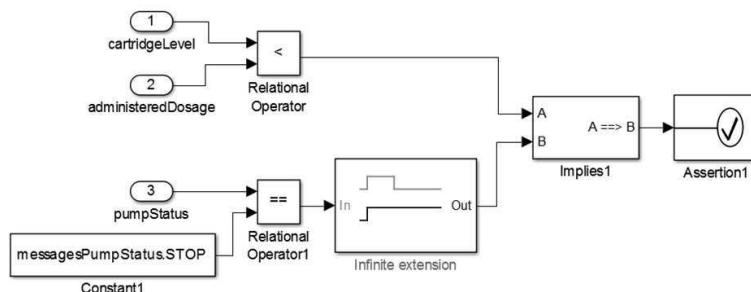 1
cartridgeLevel
<
2
administeredDosage
Relational
Operator
A
A ==> B
B
Implies1
Assertion1
3
pumpStatus
==
In
Out
messagesPumpStatus.STOP
Relational
Operator1
Infinite extension
Constant1